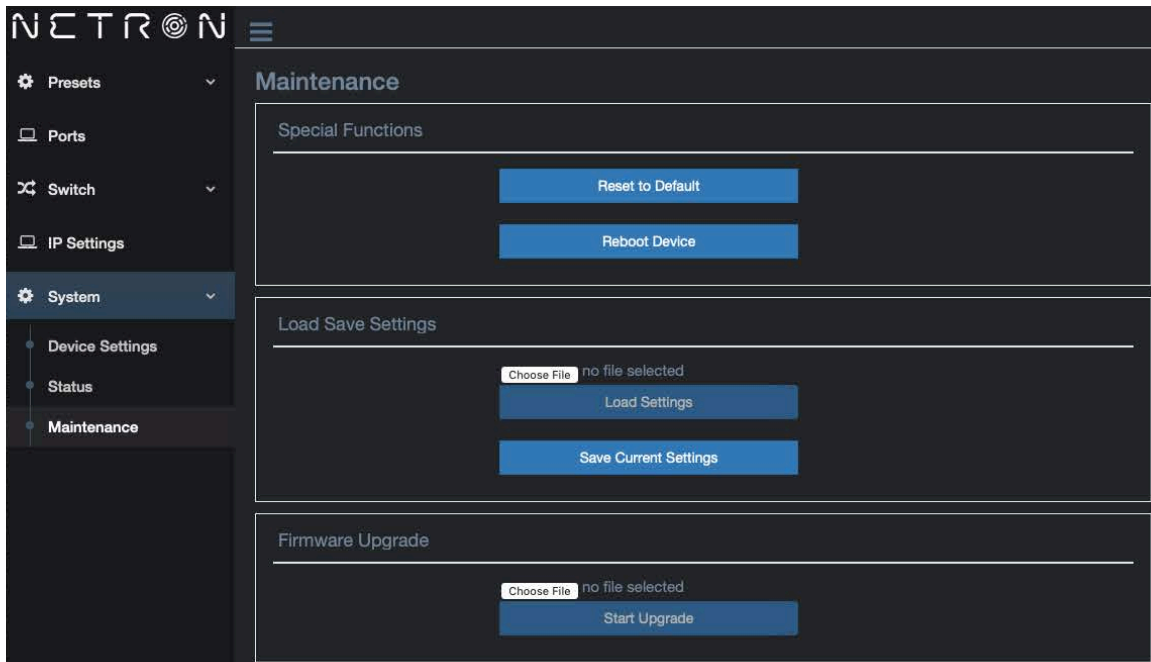 NETRON
Presets
Ports
Switch
IP Settings
System
Device Settings
Status
Maintenance
Maintenance
Special Functions
Reset to Default
Reboot Device
Load Save Settings
Choose File no file selected
Load Settings
Save Current Settings
Firmware Upgrade
Choose File no file selected
Start Upgrade